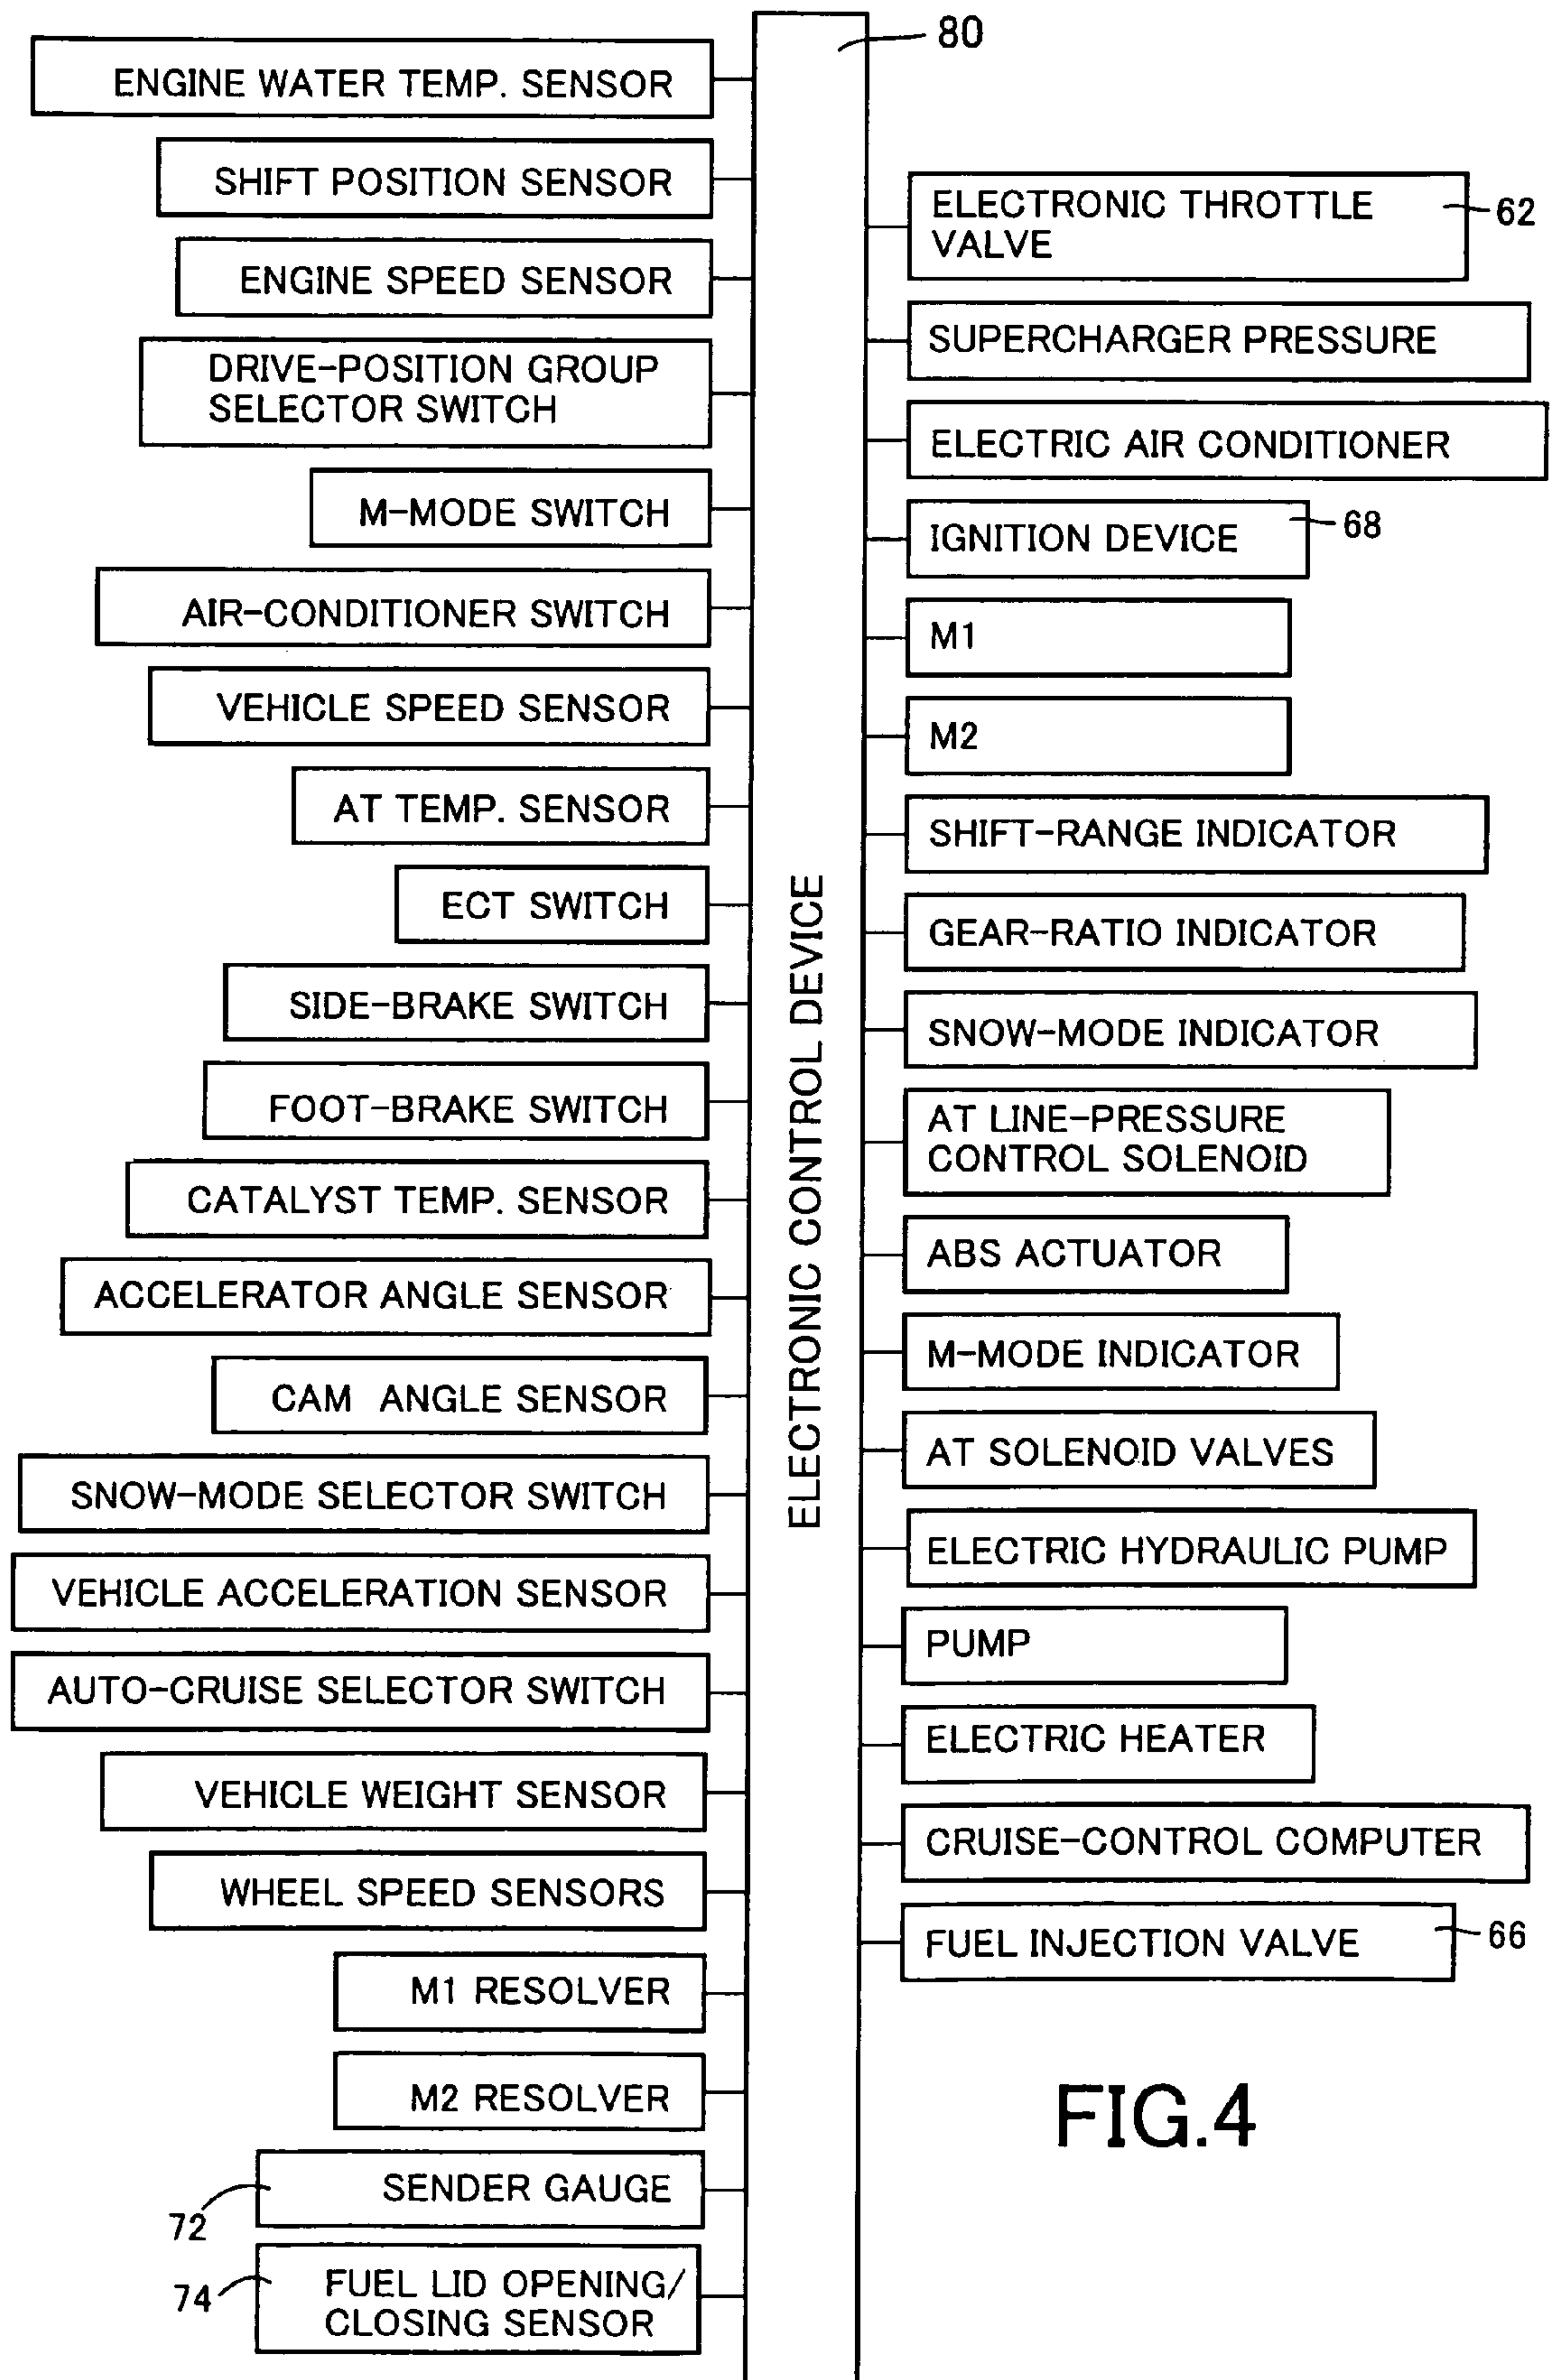 80
ENGINE WATER TEMP. SENSOR
SHIFT POSITION SENSOR
ENGINE SPEED SENSOR
DRIVE-POSITION GROUP
SELECTOR SWITCH
M-MODE SWITCH
AIR-CONDITIONER SWITCH
VEHICLE SPEED SENSOR
AT TEMP. SENSOR
ECT SWITCH
SIDE-BRAKE SWITCH
FOOT-BRAKE SWITCH
CATALYST TEMP. SENSOR
ACCELERATOR ANGLE SENSOR
CAM ANGLE SENSOR
SNOW-MODE SELECTOR SWITCH
VEHICLE ACCELERATION SENSOR
AUTO-CRUISE SELECTOR SWITCH
VEHICLE WEIGHT SENSOR
WHEEL SPEED SENSORS
M1 RESOLVER
M2 RESOLVER
SENDER GAUGE
72
FUEL LID OPENING/
CLOSING SENSOR
74
ELECTRONIC CONTROL DEVICE
ELECTRONIC THROTTLE
VALVE
62
SUPERCHARGER PRESSURE
ELECTRIC AIR CONDITIONER
IGNITION DEVICE
68
M1
M2
SHIFT-RANGE INDICATOR
GEAR-RATIO INDICATOR
SNOW-MODE INDICATOR
AT LINE-PRESSURE
CONTROL SOLENOID
ABS ACTUATOR
M-MODE INDICATOR
AT SOLENOID VALVES
ELECTRIC HYDRAULIC PUMP
PUMP
ELECTRIC HEATER
CRUISE-CONTROL COMPUTER
FUEL INJECTION VALVE
66
FIG.4